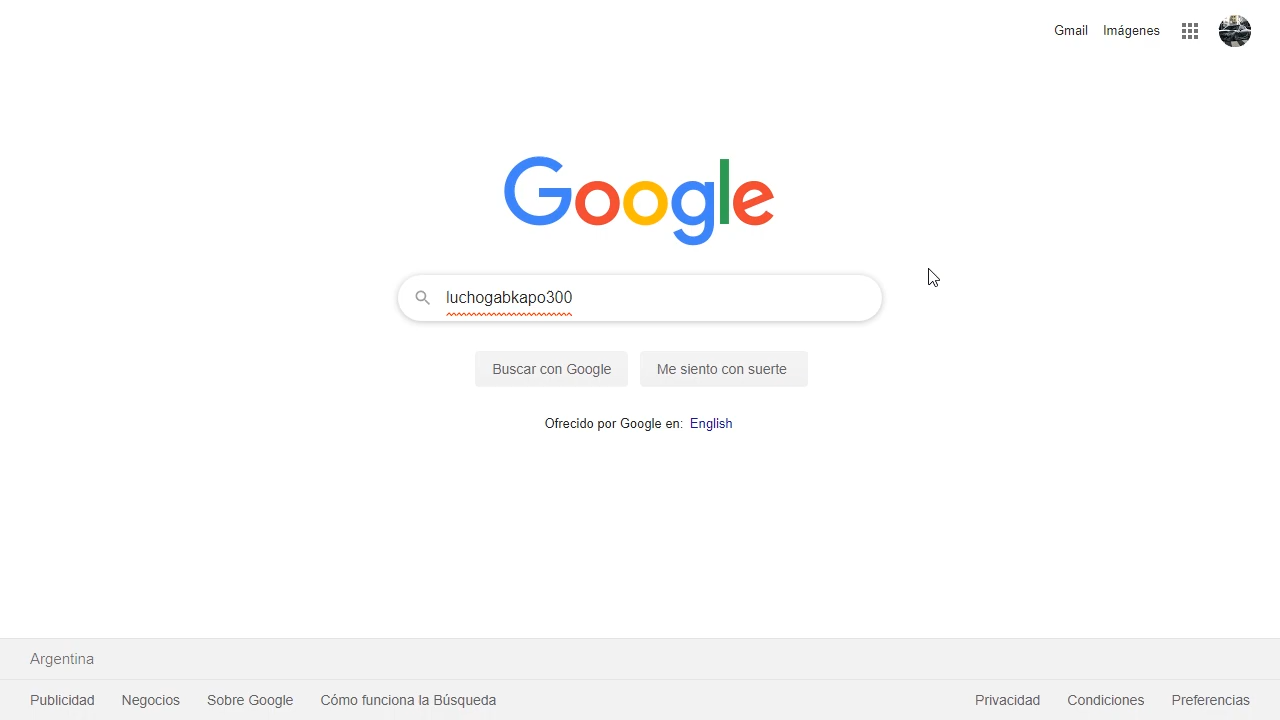 Gmail Imágenes
Google
luchogabkapo300
Buscar con Google Me siento con suerte
Ofrecido por Google en: English
Argentina
Publicidad Negocios Sobre Google Cómo funciona la Búsqueda Privacidad Condiciones Preferencias